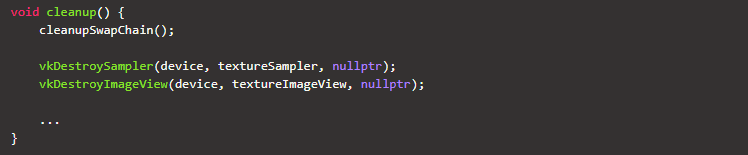 void cleanup() {
    cleanupSwapChain();

    vkDestroySampler(device, textureSampler, nullptr);
    vkDestroyImageView(device, textureImageView, nullptr);

    ...
}